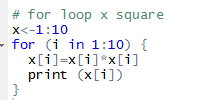 # for loop x square
x<-1:10
for (i in 1:10) {
  x[i]=x[i]*x[i]
  print (x[i])
}